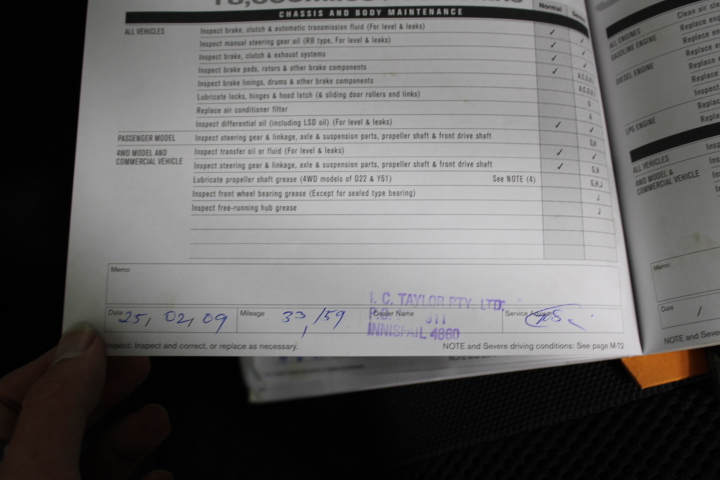 Normal
CHASSIS AND BODY MAINTENANCE
ALL VEHICLES
Inspect brake, clutch & automatic transmission fluid (For level & leaks)
Inspect manual steering gear oil (RB type, For level & leaks)
Inspect brake, clutch & exhaust systems
Inspect brake pads, rotors & other brake components
Inspect brake linings, drums & other brake components
Lubricate locks, hinges & hood latch (& sliding door rollers and links)
Replace air conditioner filter
Inspect differential oil (including LSD oil) (For level & leaks)
PASSENGER MODEL Inspect steering gear & linkage, axle & suspension parts, propeller shaft & front drive shaft
4WD MODEL AND COMMERCIAL VEHICLE Inspect transfer oil or fluid (For level & leaks)
Inspect steering gear & linkage, axle & suspension parts, propeller shaft & front drive shaft
Lubricate propeller shaft grease (4WD models of D22 & Y61) See NOTE (4)
Inspect front wheel bearing grease (Except for sealed type bearing)
Inspect free-running hub grease
Memo
I. C. TAYLOR PTY. LTD.
Date 25, 02, 09 Mileage 33,159 Dealer Name
INNISFAIL 4860
Inspect: Inspect and correct, or replace as necessary. NOTE and Severe driving conditions: See page M-72
ALL ENGINES
GASOLINE ENGINE
DIESEL ENGINE
LPG ENGINE
ALL VEHICLES
4WD MODEL &
COMMERCIAL VEHICLE
Memo
Date /
NOTE and Severe